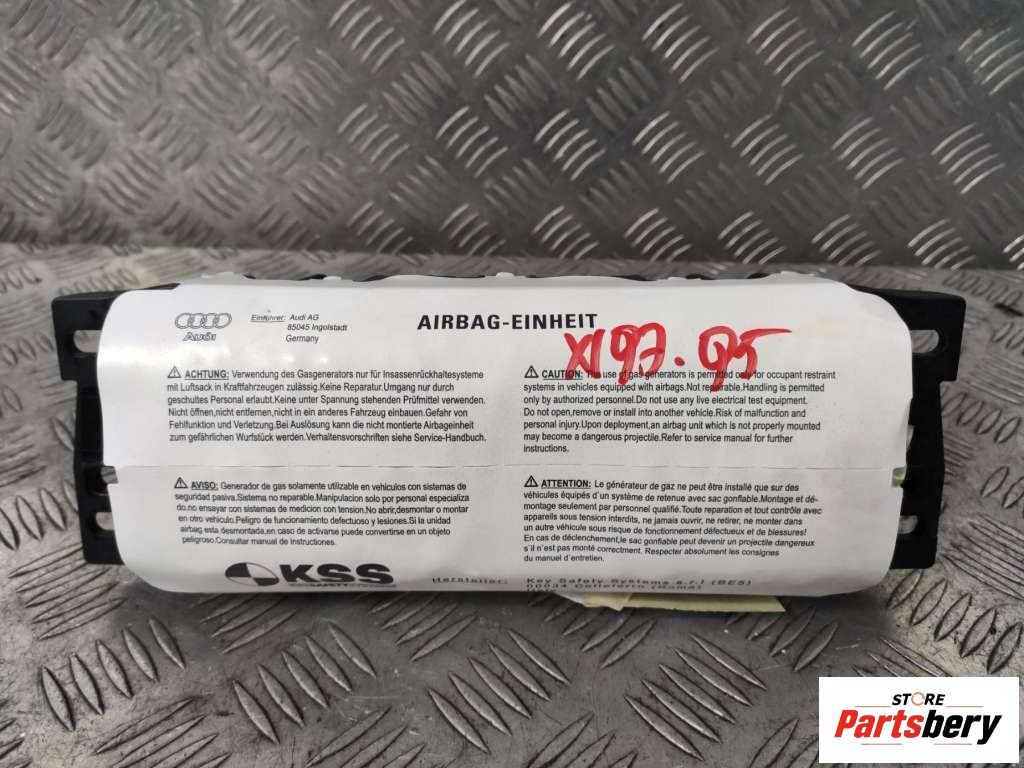 Audi
Einführer: Audi AG
85045 Ingolstadt
Germany
AIRBAG-EINHEIT
X197.95
ACHTUNG: Verwendung des Gasgenerators nur für Insassenrückhaltesysteme
mit Luftsack in Kraftfahrzeugen zulässig.Keine Reparatur.Umgang nur durch
geschultes Personal erlaubt.Keine unter Spannung stehenden Prüfmittel verwenden.
Nicht öffnen,nicht entfernen,nicht in ein anderes Fahrzeug einbauen.Gefahr von
Fehlfunktion und Verletzung.Bei Auslösung kann die nicht montierte Airbageinheit
zum gefährlichen Wurfstück werden.Verhaltensvorschriften siehe Service-Handbuch.
CAUTION: The use of gas generators is permitted only for occupant restraint
systems in vehicles equipped with airbags.Not repairable.Handling is permitted
only by authorized personnel.Do not use any live electrical test equipment.
Do not open,remove or install into another vehicle.Risk of malfunction and
personal injury.Upon deployment,an airbag unit which is not properly mounted
may become a dangerous projectile.Refer to service manual for further
instructions.
AVISO: Generador de gas solamente utilizable en vehiculos con sistemas de
seguridad pasiva.Sistema no reparable.Manipulacion solo por personal especializa
do.no ensayar con sistemas de medicion con tension.No abrir,desmontar o montar
en otro vehiculo.Peligro de funcionamiento defectuoso y lesiones.Si la unidad
airbag esta desmontada,en caso de activarse puede convertirse en un objeto
peligroso.Consultar manual de instrucciones.
ATTENTION: Le générateur de gaz ne peut être installé que sur des
véhicules équipés d'un système de retenue avec sac gonflable.Montage et dé-
montage seulement par personnel qualifié.Toute reparation et tout contrôle avec
appareils sous tension interdits, ne jamais ouvrir, ne retirer, ne monter dans
un autre véhicule sous risque de fonctionnement défectueux et de blessures!
En cas de déclenchement,le sac gonflable peut devenir un projectile dangereux
s'il n'est pas monté correctment. Respecter absolument les consignes
du manuel d'entretien.
KSS
Hersteller: Key Safety Systems s.r.l (BE5)
00034 Colleferro (Roma)
STORE
Partsbery